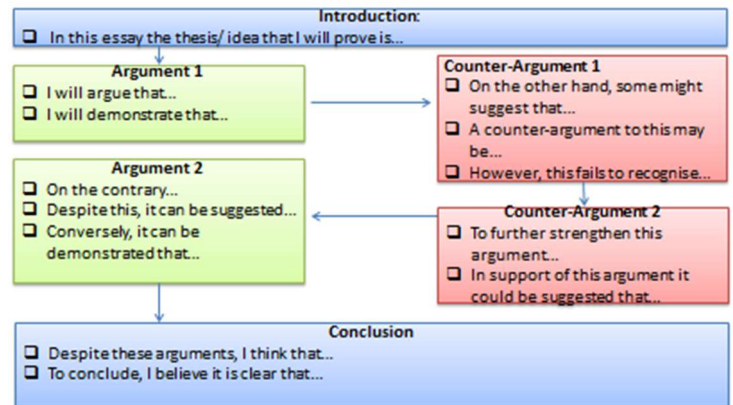 Introduction:
❑ In this essay the thesis/ idea that I will prove is...
Argument 1
❑ I will argue that...
❑ I will demonstrate that...
Counter-Argument 1
❑ On the other hand, some might
suggest that...
❑ A counter-argument to this may
be...
❑ However, this fails to recognise...
Counter-Argument 2
❑ To further strengthen this
argument...
❑ In support of this argument it
could be suggested that...
Argument 2
❑ On the contrary...
❑ Despite this, it can be suggested...
❑ Conversely, it can be
demonstrated that...
Conclusion
❑ Despite these arguments, I think that...
❑ To conclude, I believe it is clear that...